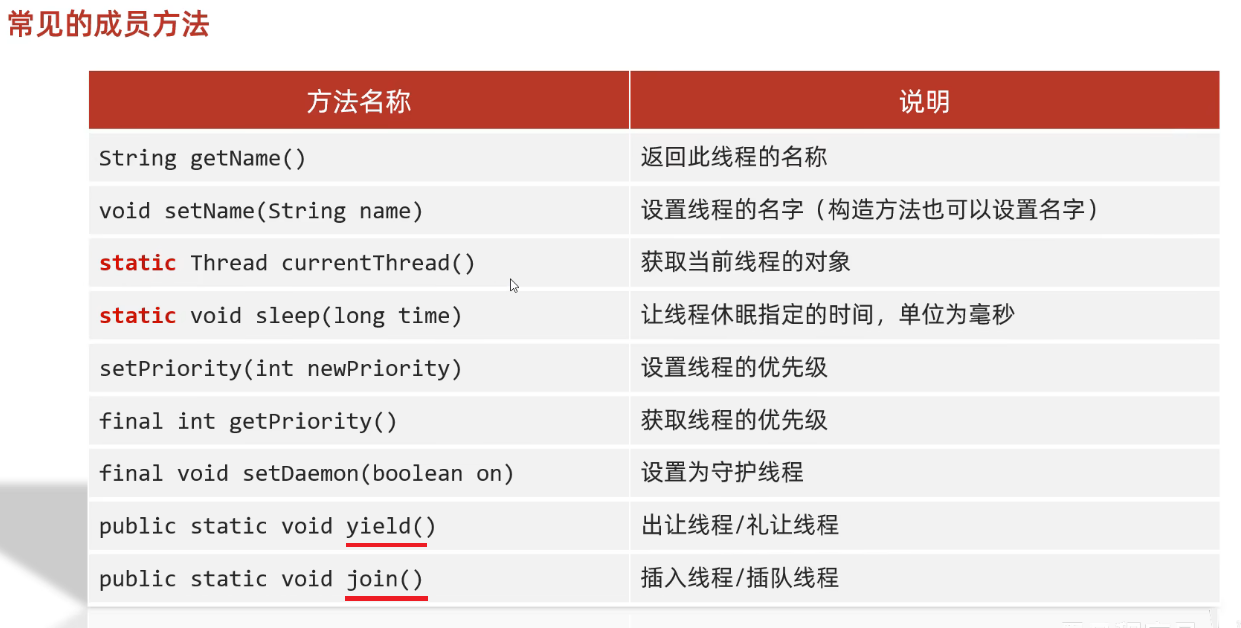 常见的成员方法
方法名称 说明
String getName() 返回此线程的名称
void setName(String name) 设置线程的名字（构造方法也可以设置名字）
static Thread currentThread() 获取当前线程的对象
static void sleep(long time) 让线程休眠指定的时间，单位为毫秒
setPriority(int newPriority) 设置线程的优先级
final int getPriority() 获取线程的优先级
final void setDaemon(boolean on) 设置为守护线程
public static void yield() 出让线程/礼让线程
public static void join() 插入线程/插队线程